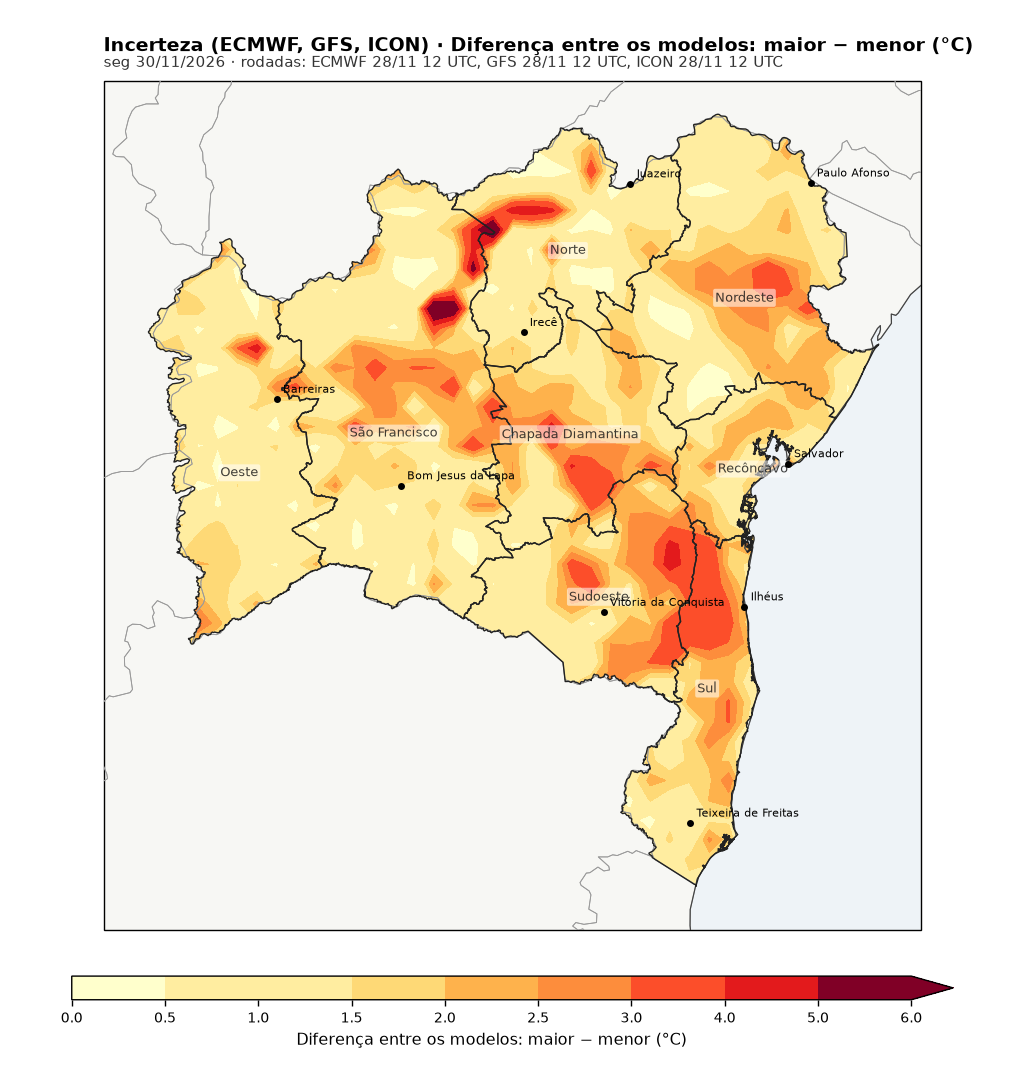 Incerteza (ECMWF, GFS, ICON) · Diferença entre os modelos: maior − menor (°C)
seg 30/11/2026 · rodadas: ECMWF 28/11 12 UTC, GFS 28/11 12 UTC, ICON 28/11 12 UTC
Juazeiro
Paulo Afonso
Norte
Nordeste
Irecê
Barreiras
São Francisco
Chapada Diamantina
Salvador
Recôncavo
Oeste
Bom Jesus da Lapa
Sudoeste
Vitória da Conquista
Ilhéus
Sul
Teixeira de Freitas
0.0 0.5 1.0 1.5 2.0 2.5 3.0 4.0 5.0 6.0
Diferença entre os modelos: maior − menor (°C)